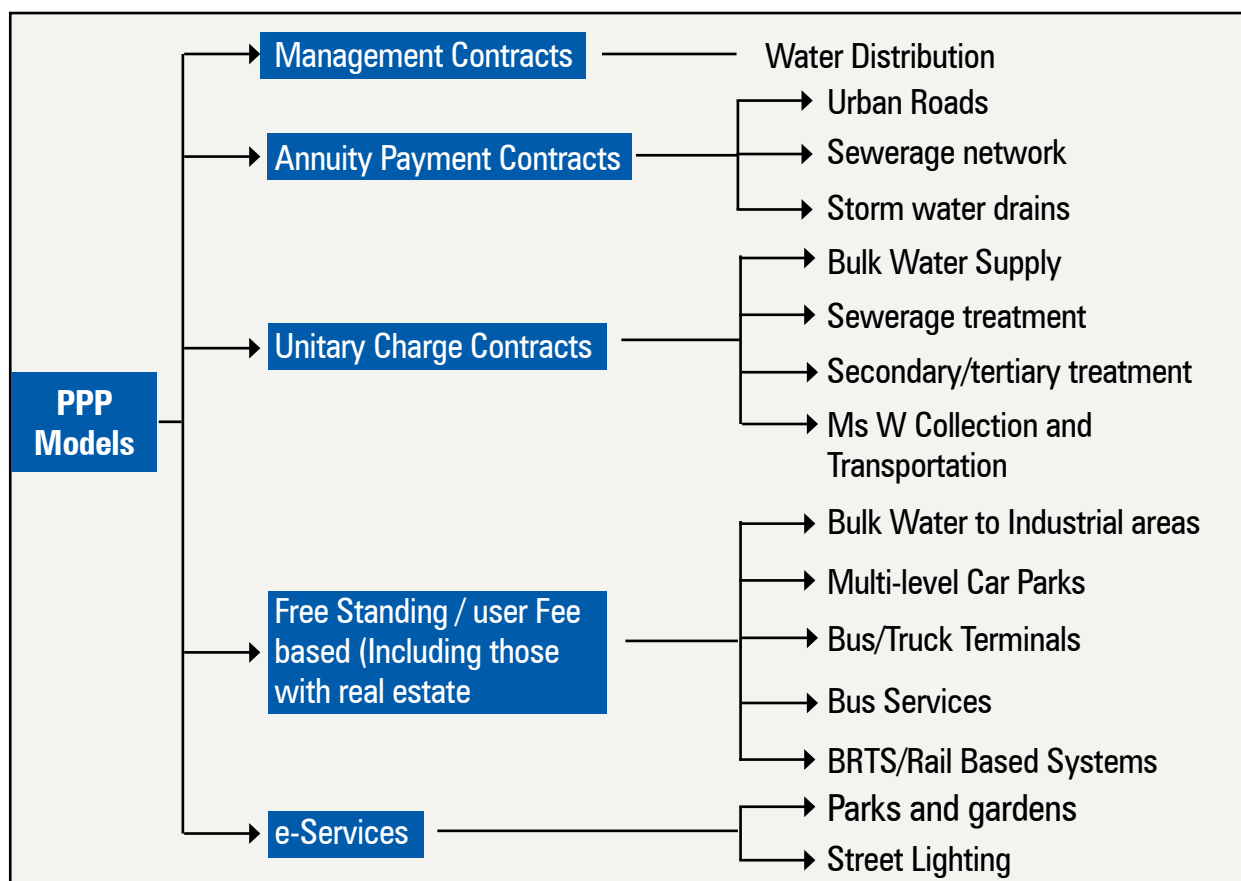 PPP
Models
Management Contracts
Water Distribution
Annuity Payment Contracts
Urban Roads
Sewerage network
Storm water drains
Unitary Charge Contracts
Bulk Water Supply
Sewerage treatment
Secondary/tertiary treatment
Ms W Collection and
Transportation
Free Standing / user Fee
based (Including those
with real estate
Bulk Water to Industrial areas
Multi-level Car Parks
Bus/Truck Terminals
Bus Services
BRTS/Rail Based Systems
e-Services
Parks and gardens
Street Lighting